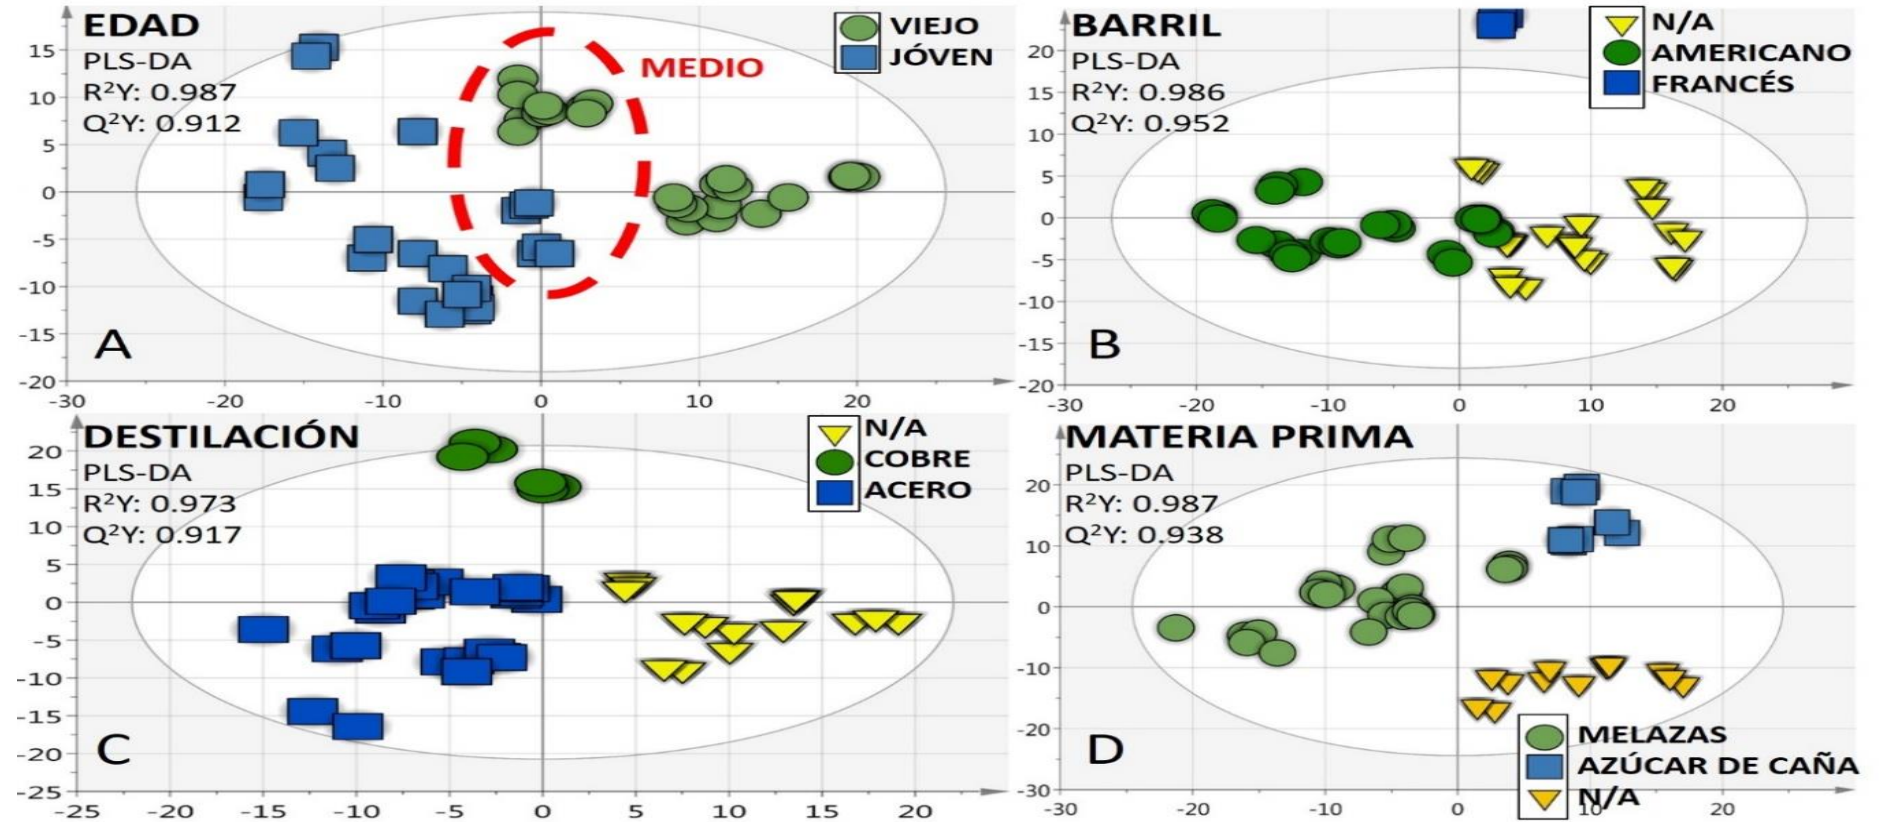 EDAD
PLS-DA
R²Y: 0.987
Q²Y: 0.912
MEDIO
VIEJO
JÓVEN
A
15
10
5
0
-5
-10
-15
-20
-30
-20
-10
0
10
20
BARRIL
PLS-DA
R²Y: 0.986
Q²Y: 0.952
N/A
AMERICANO
FRANCÉS
B
20
15
10
5
0
-5
-10
-15
-20
-30
-20
-10
0
10
20
DESTILACIÓN
PLS-DA
R²Y: 0.973
Q²Y: 0.917
N/A
COBRE
ACERO
C
20
15
10
5
0
-5
-10
-15
-20
-25
-25
-20
-15
-10
-5
0
5
10
15
20
MATERIA PRIMA
PLS-DA
R²Y: 0.987
Q²Y: 0.938
D
MELAZAS
AZÚCAR DE CAÑA
N/A
20
10
0
-10
-20
-30
-30
-20
-10
0
10
20